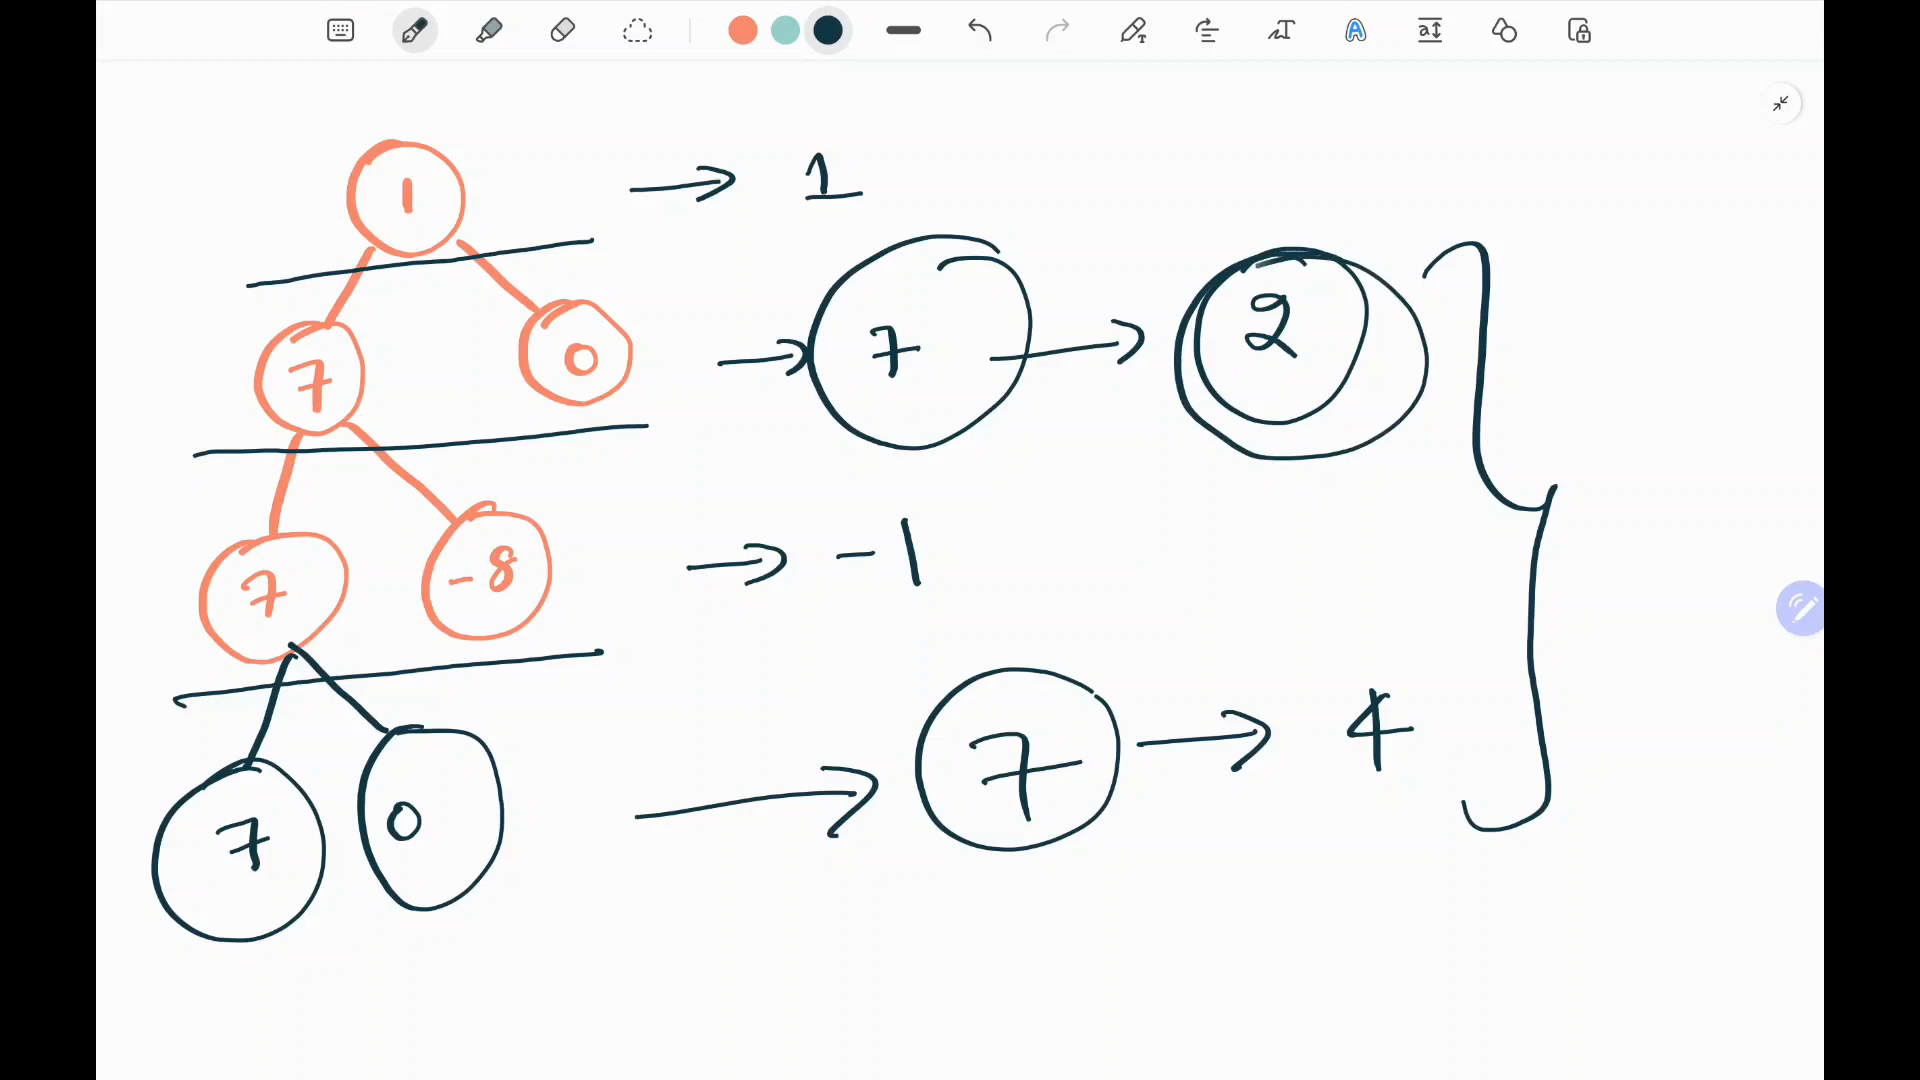 1 → 1
7 0 → 7 → 2
7 -8 → -1
7 0 → 7 → 4